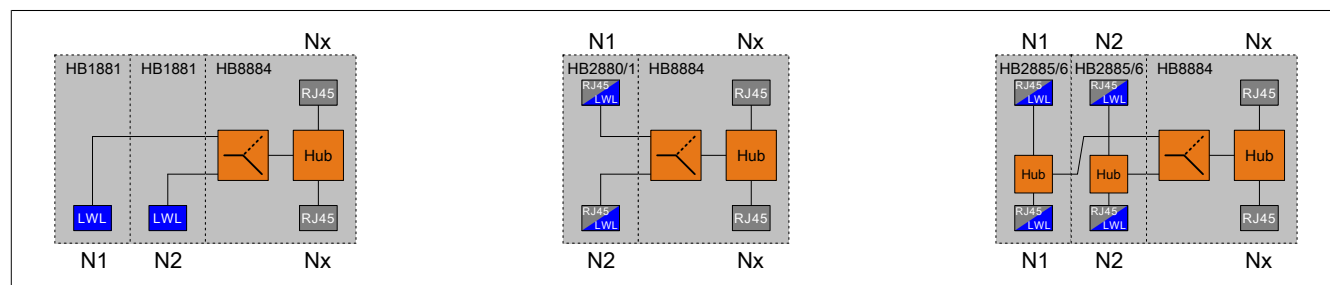 Nx
HB1881 HB1881 HB8884
RJ45
Hub
LWL LWL RJ45
N1 N2 Nx
N1 Nx
HB2880/1 HB8884
RJ45 LWL RJ45
Hub
RJ45 LWL RJ45
N2 Nx
N1 N2 Nx
HB2885/6 HB2885/6 HB8884
RJ45 LWL RJ45 LWL RJ45
Hub Hub Hub
RJ45 LWL RJ45 LWL RJ45
N1 N2 Nx